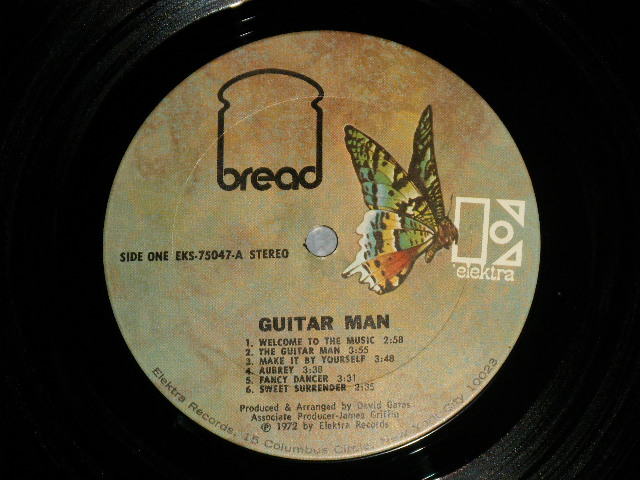 bread
elektra
SIDE ONE EKS-75047-A STEREO
GUITAR MAN
1. WELCOME TO THE MUSIC 2:58
2. THE GUITAR MAN 3:55
3. MAKE IT BY YOURSELF 3:48
4. AUBREY 3:38
5. FANCY DANCER 3:31
6. SWEET SURRENDER 2:35
Produced & Arranged by David Gates
Associate Producer-James Griffin
℗ 1972 by Elektra Records
Elektra Records, 15 Columbus Circle, New York City 10023